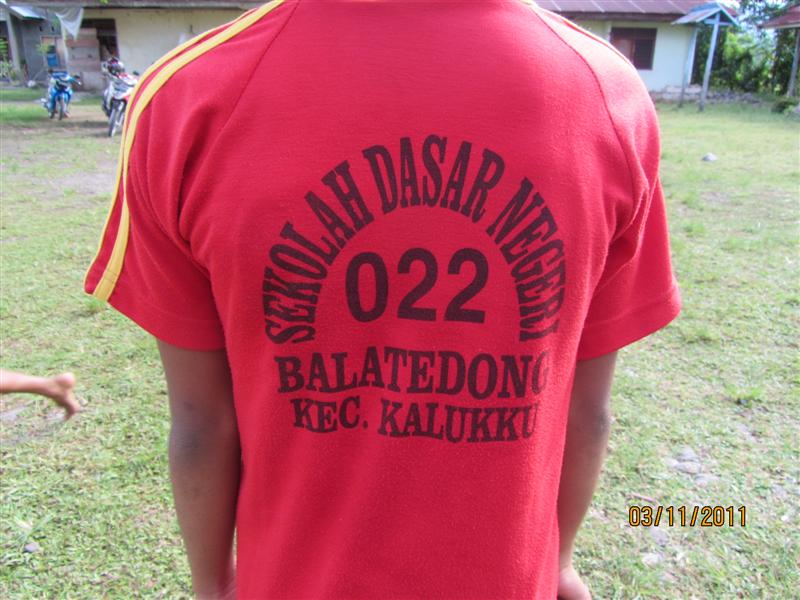 SEKOLAH DASAR NEGERI
022
BALATEDONG
KEC. KALUKKU
03/11/2011